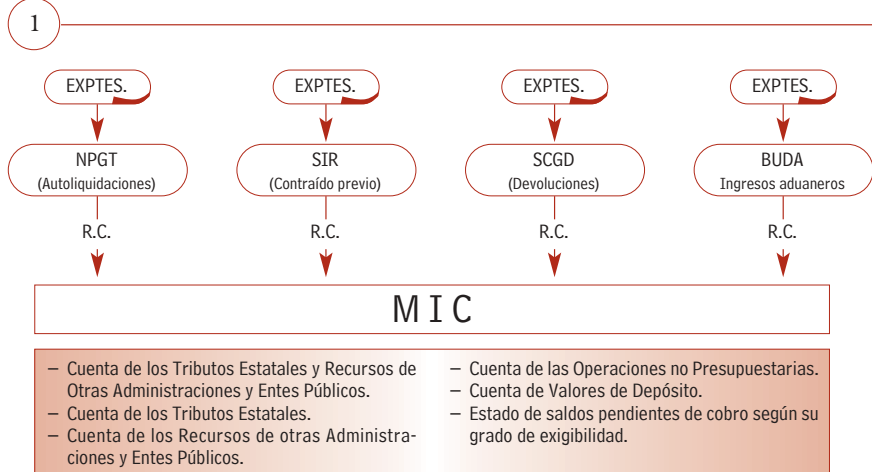 1
EXPTES. EXPTES. EXPTES. EXPTES.
NPGT SIR SCGD BUDA
(Autoliquidaciones) (Contraído previo) (Devoluciones) Ingresos aduaneros
R.C. R.C. R.C. R.C.
MIC
– Cuenta de los Tributos Estatales y Recursos de
Otras Administraciones y Entes Públicos.
– Cuenta de los Tributos Estatales.
– Cuenta de los Recursos de otras Administra-
ciones y Entes Públicos.
– Cuenta de las Operaciones no Presupuestarias.
– Cuenta de Valores de Depósito.
– Estado de saldos pendientes de cobro según su
grado de exigibilidad.